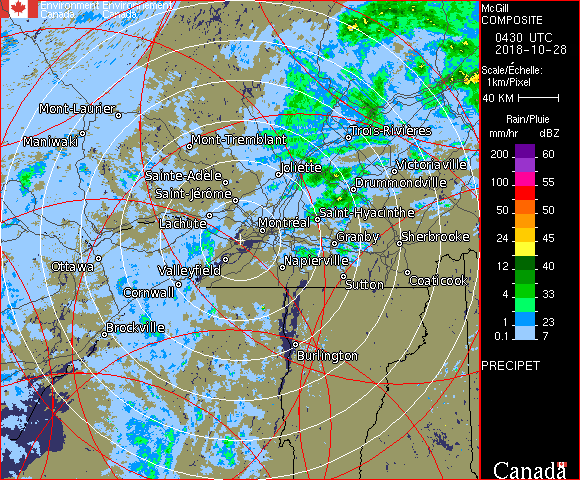 Environment Environnement
Canada Canada
McGill
COMPOSITE
0430 UTC
2018-10-28
Scale/Échelle:
1km/Pixel
40 KM
Rain/Pluie
mm/hr dBZ
200 60
100 55
50 50
24 45
12 40
4 33
1 23
0.1 7
PRECIPET
Canada
Mont-Laurier
Maniwaki
Mont-Tremblant
Trois-Rivières
Sainte-Adèle
Joliette
Victoriaville
Saint-Jérôme
Drummondville
Lachute
Montréal
Saint-Hyacinthe
Granby
Sherbrooke
Ottawa
Valleyfield
Napierville
Cornwall
Sutton
Coaticook
Brockville
Burlington